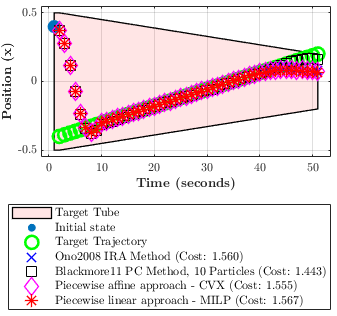 0.5
0
-0.5
Position (x)
0 10 20 30 40 50
Time (seconds)
Target Tube
Initial state
Target Trajectory
Ono2008 IRA Method (Cost: 1.560)
Blackmore11 PC Method, 10 Particles (Cost: 1.443)
Piecewise affine approach - CVX (Cost: 1.555)
Piecewise linear approach - MILP (Cost: 1.567)